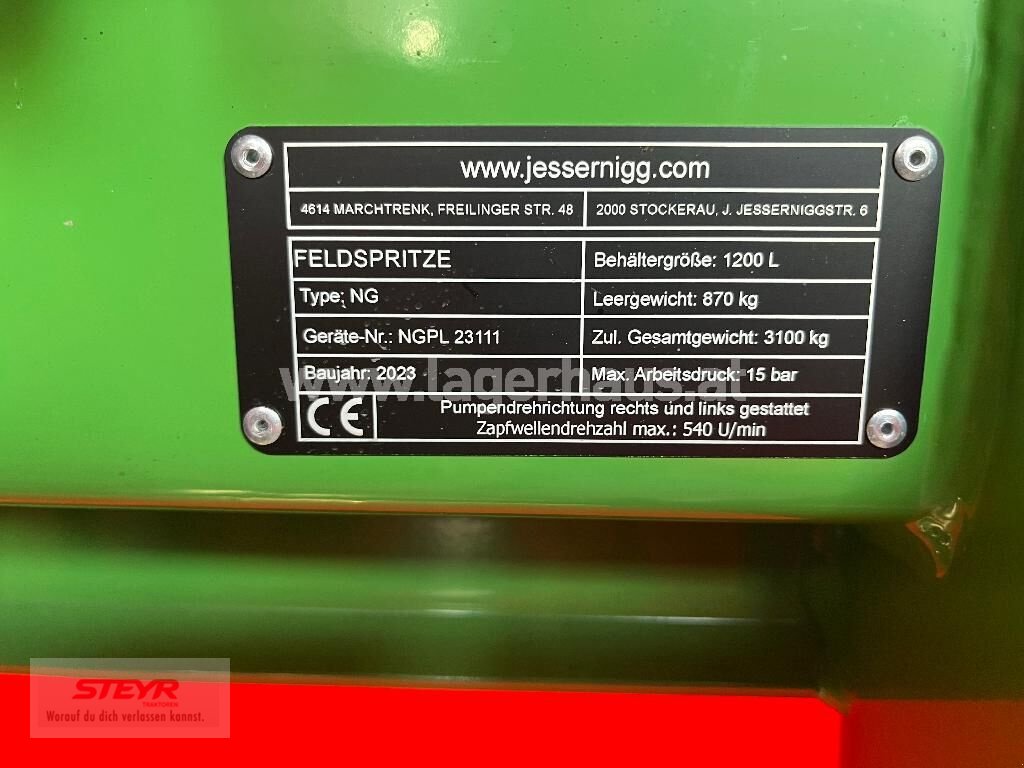 www.jessernigg.com
4614 MARCHTRENK, FREILINGER STR. 48
2000 STOCKERAU, J. JESSERNIGGSTR. 6
FELDSPRITZE
Behältergröße: 1200 L
Type: NG
Leergewicht: 870 kg
Geräte-Nr.: NGPL 23111
Zul. Gesamtgewicht: 3100 kg
Baujahr: 2023
Max. Arbeitsdruck: 15 bar
www.lagerhaus.at
CE
Pumpendrehrichtung rechts und links gestattet
Zapfwellendrehzahl max.: 540 U/min
STEYR
TRAKTOREN
Worauf du dich verlassen kannst.